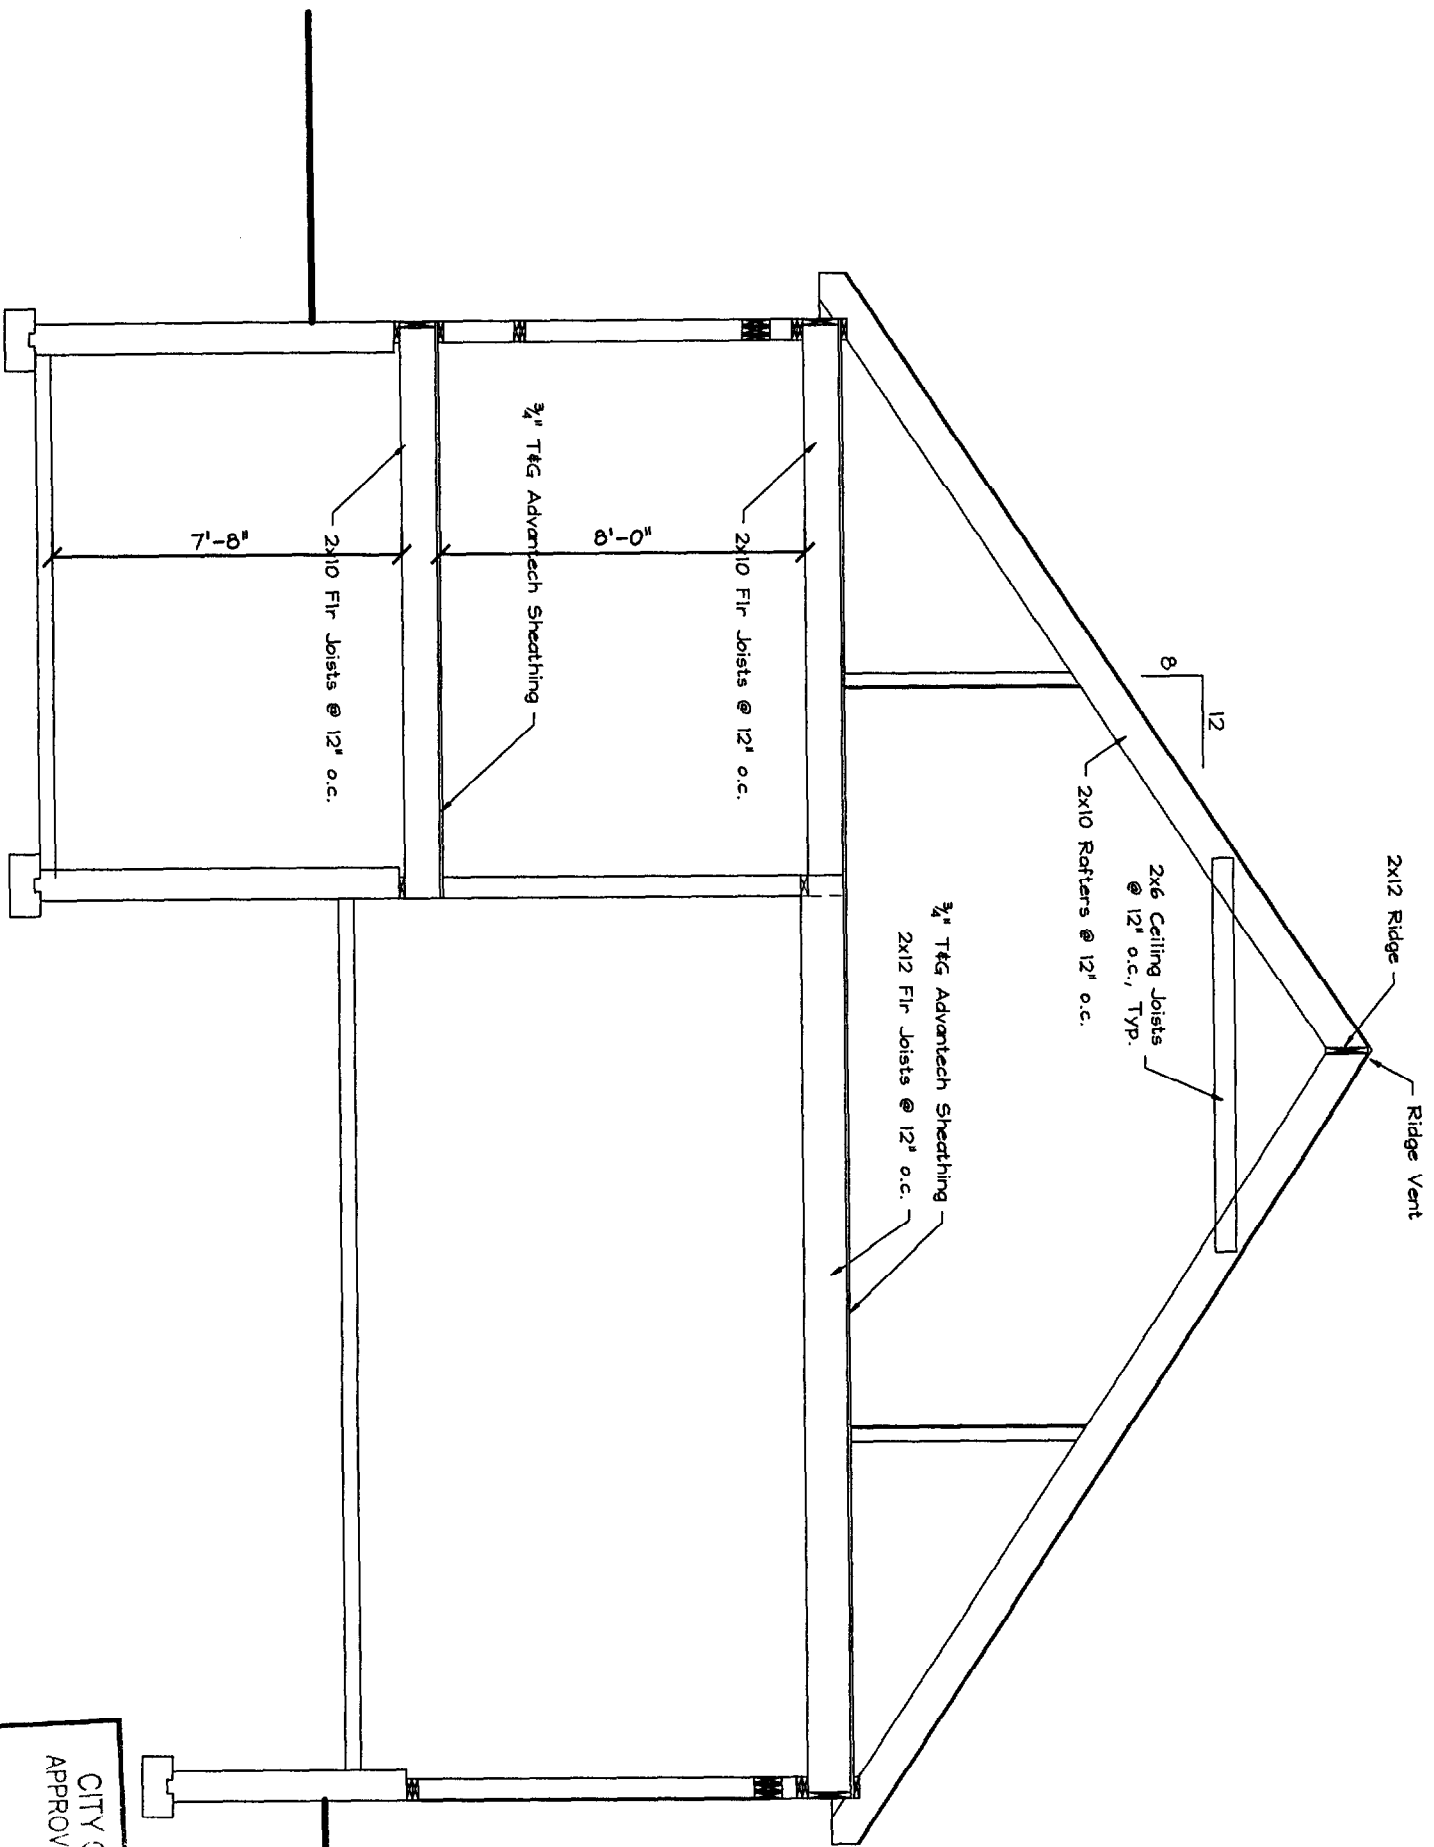 2x12 Ridge
Ridge Vent
12
8
2x6 Ceiling Joists
@ 12" o.c., Typ.
2x10 Rafters @ 12" o.c.
¾" T&G Advantech Sheathing
2x12 Flr Joists @ 12" o.c.
2x10 Flr Joists @ 12" o.c.
8'-0"
¾" T&G Advantech Sheathing
2x10 Flr Joists @ 12" o.c.
7'-8"
CITY
APPROV